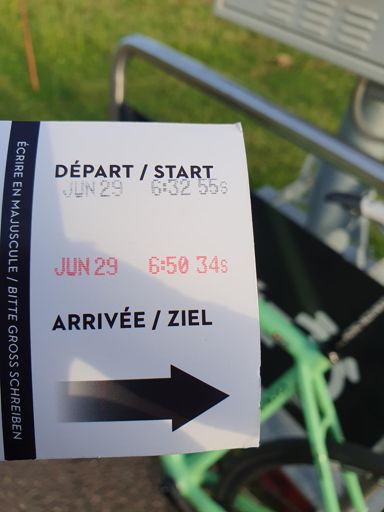 ÉCRIRE EN MAJUSCULE / BITTE GROSS SCHREIBEN
DÉPART / START
JUN 29 6:32 55s
JUN 29 6:50 34s
ARRIVÉE / ZIEL